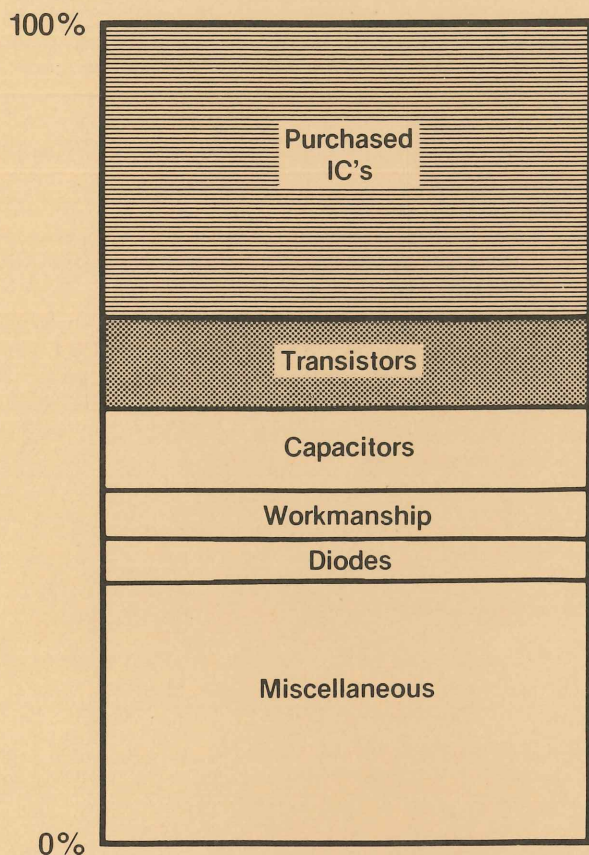 100%
Purchased
IC's
Transistors
Capacitors
Workmanship
Diodes
Miscellaneous
0%